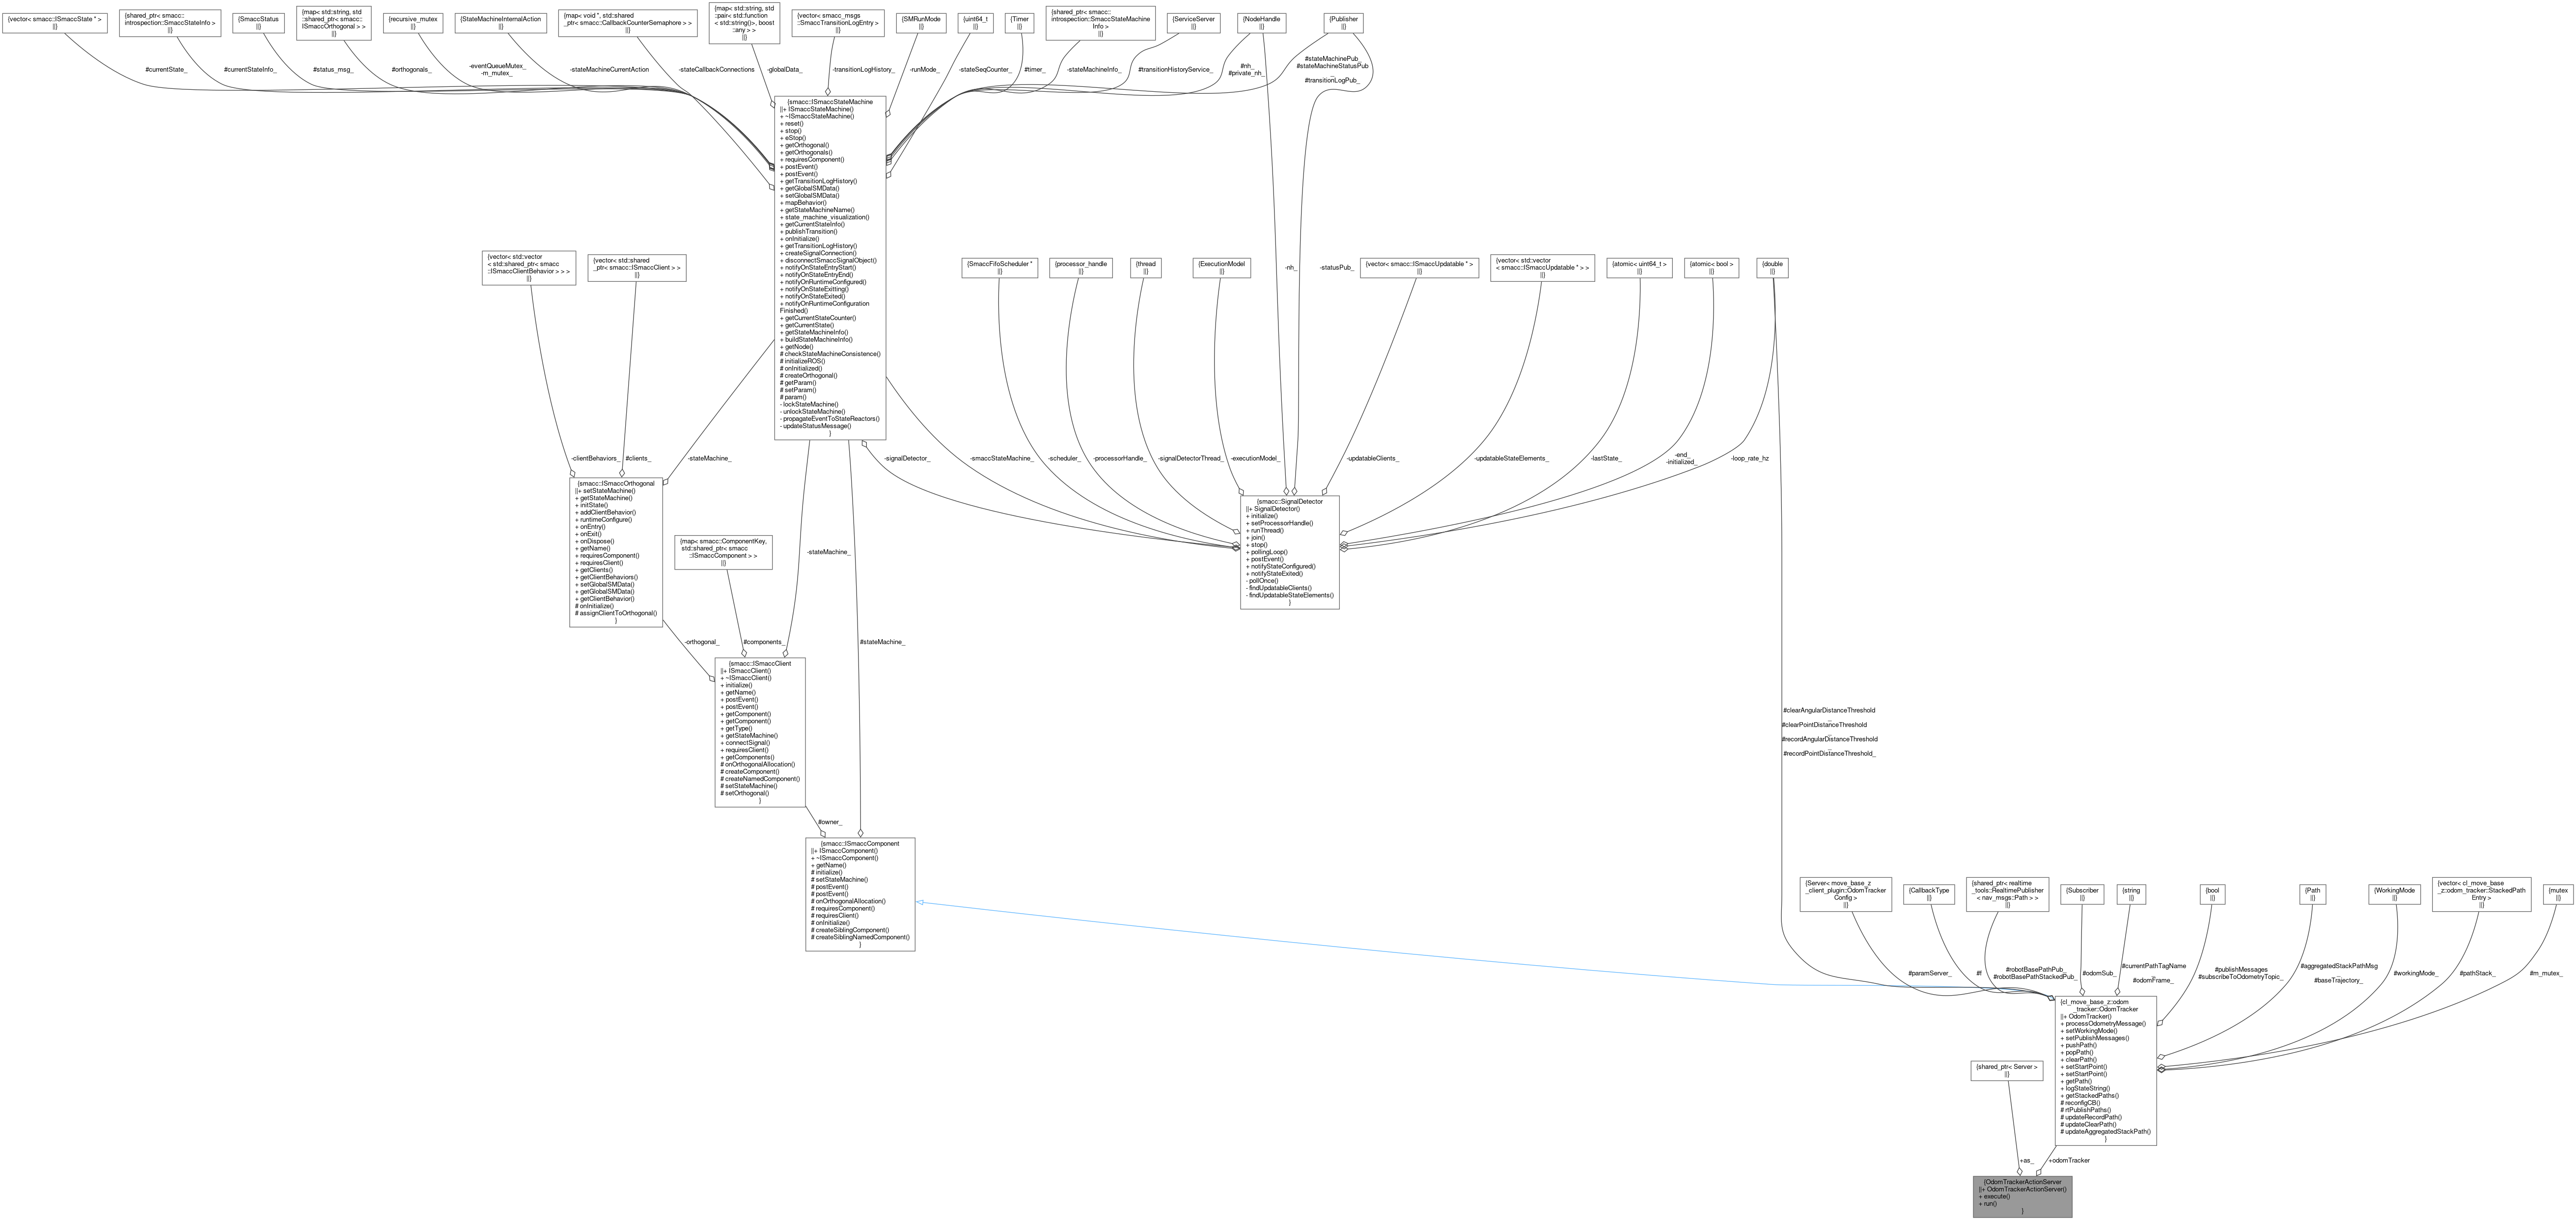 {vector< smacc::ISmaccState * >
||}
{shared_ptr< smacc::
introspection::SmaccStateInfo >
||}
{SmaccStatus
||}
{map< std::string, std
::shared_ptr< smacc::
ISmaccOrthogonal > >
||}
{recursive_mutex
||}
{StateMachineInternalAction
||}
{map< void *, std::shared
_ptr< smacc::CallbackCounterSemaphore > >
||}
{map< std::string, std
::pair< std::function
< std::string()>, boost
::any > >
||}
{vector< smacc_msgs
::SmaccTransitionLogEntry >
||}
{SMRunMode
||}
{uint64_t
||}
{Timer
||}
{shared_ptr< smacc::
introspection::SmaccStateMachine
Info >
||}
{ServiceServer
||}
{NodeHandle
||}
{Publisher
||}
#currentState_
#currentStateInfo_
#status_msg_
#orthogonals_
-eventQueueMutex_
-m_mutex_
-stateMachineCurrentAction
-stateCallbackConnections
-globalData_
-transitionLogHistory_
-runMode_
-stateSeqCounter_
#timer_
-stateMachineInfo_
#transitionHistoryService_
#nh_
#private_nh_
#stateMachinePub_
#stateMachineStatusPub
_
#transitionLogPub_
{smacc::ISmaccStateMachine
||+ ISmaccStateMachine()
+ ~ISmaccStateMachine()
+ reset()
+ stop()
+ eStop()
+ getOrthogonal()
+ getOrthogonals()
+ requiresComponent()
+ postEvent()
+ postEvent()
+ getTransitionLogHistory()
+ getGlobalSMData()
+ setGlobalSMData()
+ mapBehavior()
+ getStateMachineName()
+ state_machine_visualization()
+ getCurrentStateInfo()
+ publishTransition()
+ onInitialize()
+ getTransitionLogHistory()
+ createSignalConnection()
+ disconnectSmaccSignalObject()
+ notifyOnStateEntryStart()
+ notifyOnStateEntryEnd()
+ notifyOnRuntimeConfigured()
+ notifyOnStateExitting()
+ notifyOnStateExited()
+ notifyOnRuntimeConfiguration
Finished()
+ getCurrentStateCounter()
+ getCurrentState()
+ getStateMachineInfo()
+ buildStateMachineInfo()
+ getNode()
# checkStateMachineConsistence()
# initializeROS()
# onInitialized()
# createOrthogonal()
# getParam()
# setParam()
# param()
- lockStateMachine()
- unlockStateMachine()
- propagateEventToStateReactors()
- updateStatusMessage()
}
{vector< std::vector
< std::shared_ptr< smacc
::ISmaccClientBehavior > > >
||}
{vector< std::shared
_ptr< smacc::ISmaccClient > >
||}
{SmaccFifoScheduler *
||}
{processor_handle
||}
{thread
||}
{ExecutionModel
||}
-nh_
-statusPub_
{vector< smacc::ISmaccUpdatable * >
||}
{vector< std::vector
< smacc::ISmaccUpdatable * > >
||}
{atomic< uint64_t >
||}
{atomic< bool >
||}
{double
||}
-clientBehaviors_
#clients_
-stateMachine_
-signalDetector_
-smaccStateMachine_
-scheduler_
-processorHandle_
-signalDetectorThread_
-executionModel_
-updatableClients_
-updatableStateElements_
-lastState_
-end_
-initialized_
-loop_rate_hz
{smacc::ISmaccOrthogonal
||+ setStateMachine()
+ getStateMachine()
+ initState()
+ addClientBehavior()
+ runtimeConfigure()
+ onEntry()
+ onExit()
+ onDispose()
+ getName()
+ requiresComponent()
+ requiresClient()
+ getClients()
+ getClientBehaviors()
+ setGlobalSMData()
+ getGlobalSMData()
+ getClientBehavior()
# onInitialize()
# assignClientToOrthogonal()
}
{smacc::SignalDetector
||+ SignalDetector()
+ initialize()
+ setProcessorHandle()
+ runThread()
+ join()
+ stop()
+ pollingLoop()
+ postEvent()
+ notifyStateConfigured()
+ notifyStateExited()
- pollOnce()
- findUpdatableClients()
- findUpdatableStateElements()
}
{map< smacc::ComponentKey,
std::shared_ptr< smacc
::ISmaccComponent > >
||}
-stateMachine_
-orthogonal_
#components_
#stateMachine_
{smacc::ISmaccClient
||+ ISmaccClient()
+ ~ISmaccClient()
+ initialize()
+ getName()
+ postEvent()
+ postEvent()
+ getComponent()
+ getComponent()
+ getType()
+ getStateMachine()
+ connectSignal()
+ requiresClient()
+ getComponents()
# onOrthogonalAllocation()
# createComponent()
# createNamedComponent()
# setStateMachine()
# setOrthogonal()
}
#clearAngularDistanceThreshold
_
#clearPointDistanceThreshold
_
#recordAngularDistanceThreshold
_
#recordPointDistanceThreshold_
#owner_
{smacc::ISmaccComponent
||+ ISmaccComponent()
+ ~ISmaccComponent()
+ getName()
# initialize()
# setStateMachine()
# postEvent()
# postEvent()
# onOrthogonalAllocation()
# requiresComponent()
# requiresClient()
# onInitialize()
# createSiblingComponent()
# createSiblingNamedComponent()
}
{Server< move_base_z
_client_plugin::OdomTracker
Config >
||}
{CallbackType
||}
{shared_ptr< realtime
_tools::RealtimePublisher
< nav_msgs::Path > >
||}
{Subscriber
||}
{string
||}
{bool
||}
{Path
||}
{WorkingMode
||}
{vector< cl_move_base
_z::odom_tracker::StackedPath
Entry >
||}
{mutex
||}
#paramServer_
#f
#robotBasePathPub_
#robotBasePathStackedPub_
#odomSub_
#currentPathTagName
_
#odomFrame_
#publishMessages
#subscribeToOdometryTopic_
#aggregatedStackPathMsg
_
#baseTrajectory_
#workingMode_
#pathStack_
#m_mutex_
{cl_move_base_z::odom
_tracker::OdomTracker
||+ OdomTracker()
+ processOdometryMessage()
+ setWorkingMode()
+ setPublishMessages()
+ pushPath()
+ popPath()
+ clearPath()
+ setStartPoint()
+ setStartPoint()
+ getPath()
+ logStateString()
+ getStackedPaths()
# reconfigCB()
# rtPublishPaths()
# updateRecordPath()
# updateClearPath()
# updateAggregatedStackPath()
}
{shared_ptr< Server >
||}
+as_
+odomTracker
{OdomTrackerActionServer
||+ OdomTrackerActionServer()
+ execute()
+ run()
}